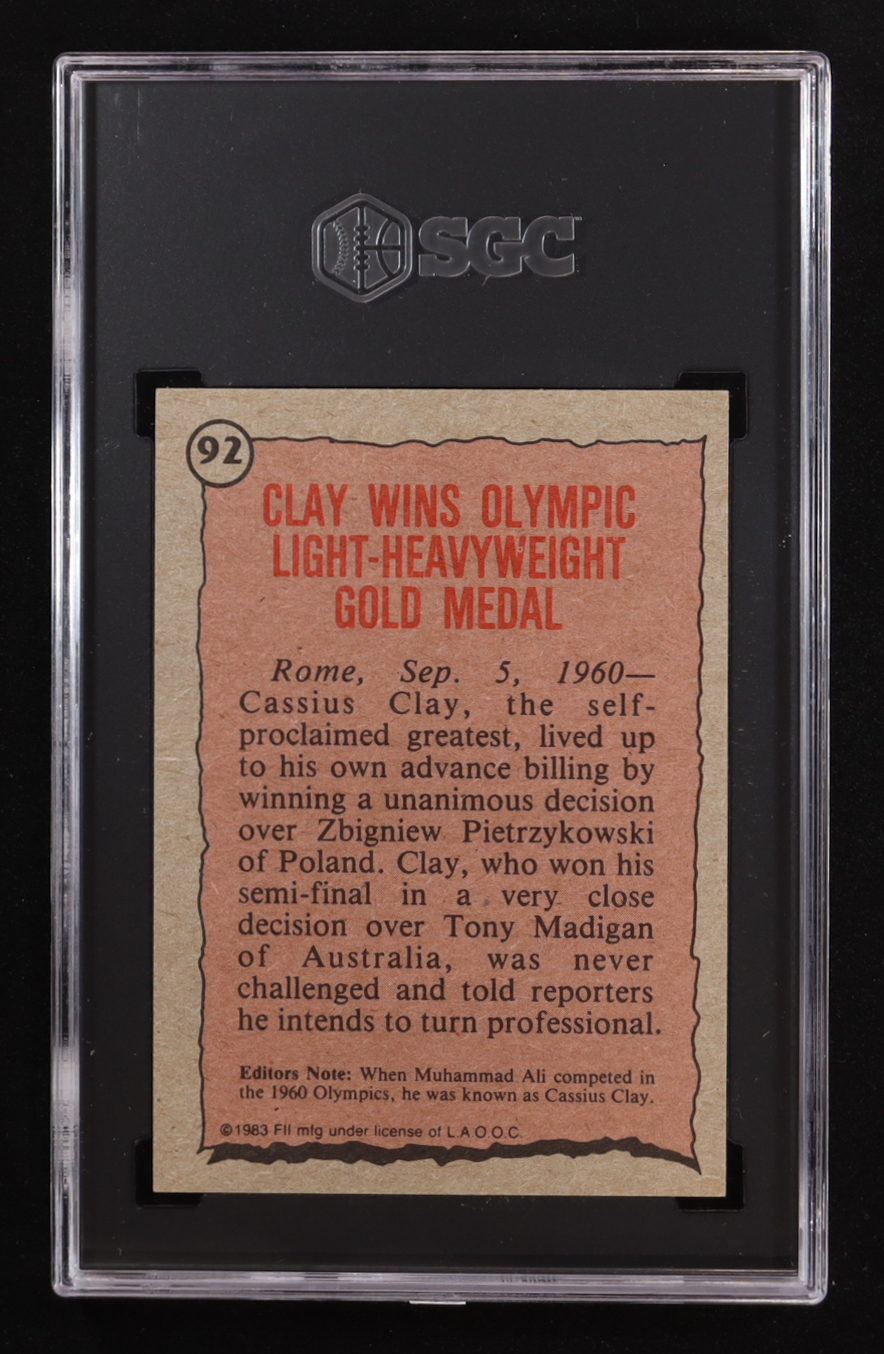 SGC
92
CLAY WINS OLYMPIC
LIGHT-HEAVYWEIGHT
GOLD MEDAL
Rome, Sep. 5, 1960—
Cassius Clay, the self-
proclaimed greatest, lived up
to his own advance billing by
winning a unanimous decision
over Zbigniew Pietrzykowski
of Poland. Clay, who won his
semi-final in a very close
decision over Tony Madigan
of Australia, was never
challenged and told reporters
he intends to turn professional.
Editors Note: When Muhammad Ali competed in
the 1960 Olympics, he was known as Cassius Clay.
©1983 FII mfg under license of L.A.O.O.C.